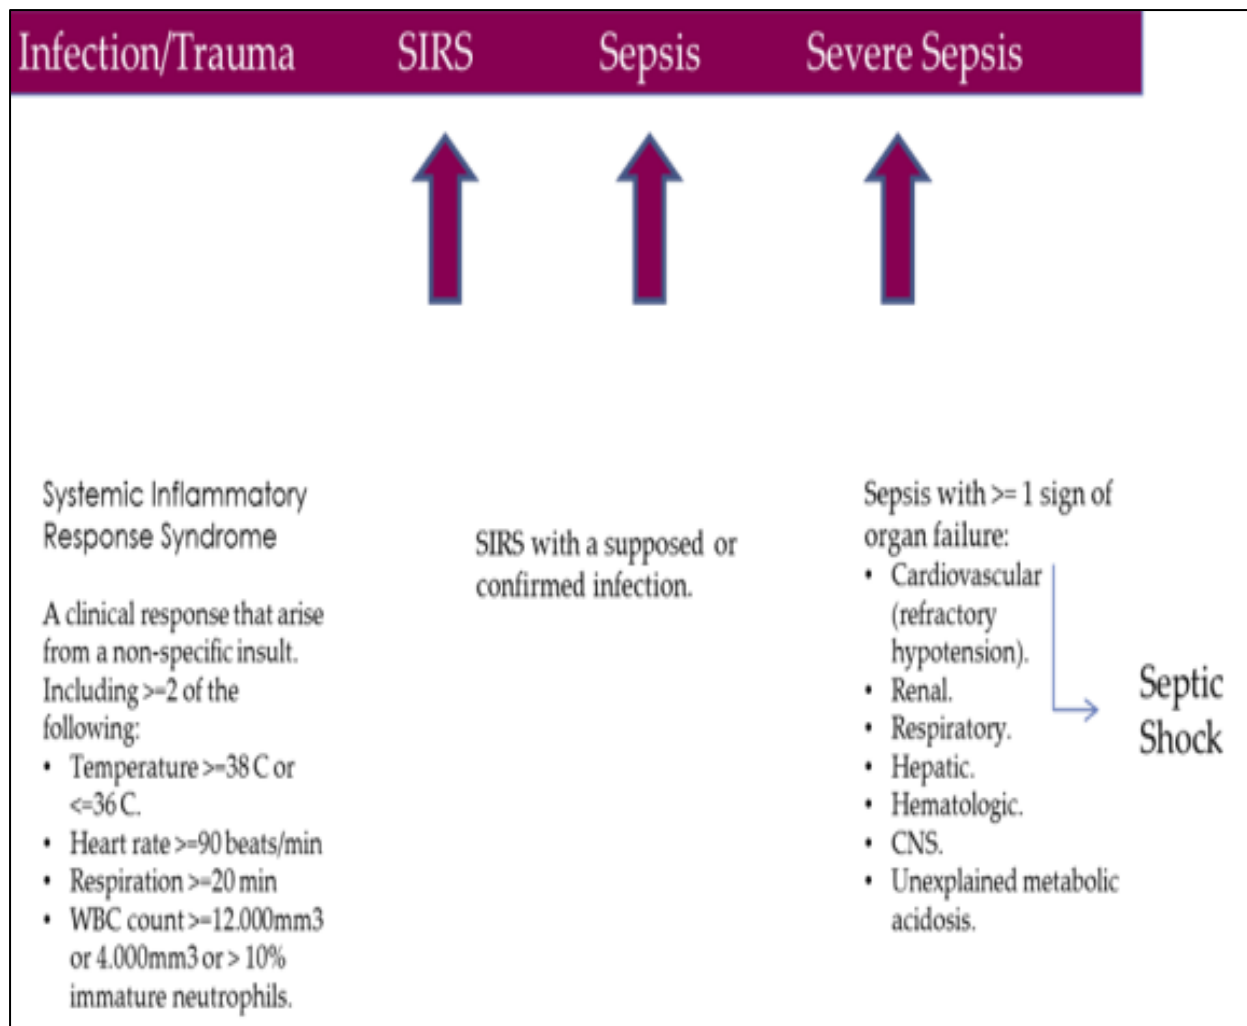 Infection/Trauma SIRS Sepsis Severe Sepsis
Systemic Inflammatory
Response Syndrome
A clinical response that arise
from a non-specific insult.
Including >=2 of the
following:
• Temperature >=38 C or
<=36 C.
• Heart rate >=90 beats/min
• Respiration >=20 min
• WBC count >=12.000mm3
or 4.000mm3 or > 10%
immature neutrophils.
SIRS with a supposed or
confirmed infection.
Sepsis with >= 1 sign of
organ failure:
• Cardiovascular
(refractory
hypotension).
• Renal.
• Respiratory.
• Hepatic.
• Hematologic.
• CNS.
• Unexplained metabolic
acidosis.
Septic
Shock